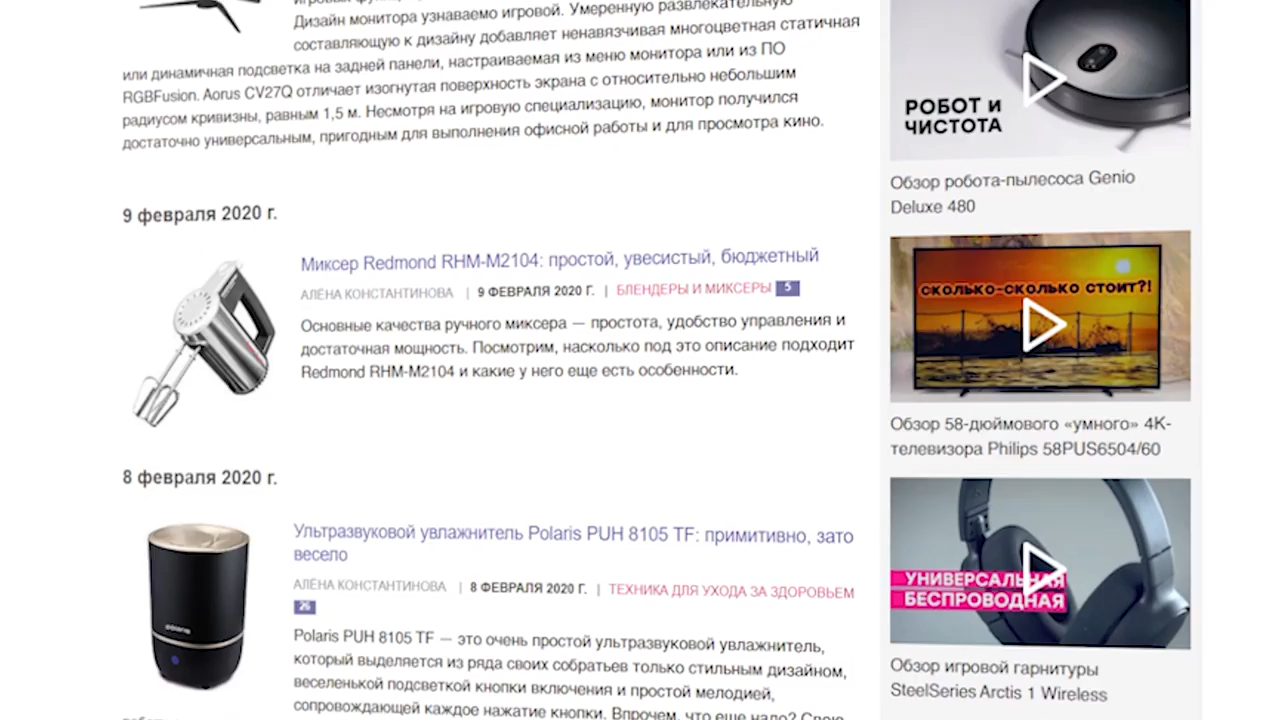 Дизайн монитора узнаваемо игровой. Умеренную развлекательную
составляющую к дизайну добавляет ненавязчивая многоцветная статичная
или динамичная подсветка на задней панели, настраиваемая из меню монитора или из ПО
RGBFusion. Aorus CV27Q отличает изогнутая поверхность экрана с относительно небольшим
радиусом кривизны, равным 1,5 м. Несмотря на игровую специализацию, монитор получился
достаточно универсальным, пригодным для выполнения офисной работы и для просмотра кино.
9 февраля 2020 г.
Миксер Redmond RHM-M2104: простой, увесистый, бюджетный
АЛЁНА КОНСТАНТИНОВА | 9 ФЕВРАЛЯ 2020 Г. | БЛЕНДЕРЫ И МИКСЕРЫ 5
Основные качества ручного миксера — простота, удобство управления и
достаточная мощность. Посмотрим, насколько под это описание подходит
Redmond RHM-M2104 и какие у него еще есть особенности.
8 февраля 2020 г.
Ультразвуковой увлажнитель Polaris PUH 8105 TF: примитивно, зато
весело
АЛЁНА КОНСТАНТИНОВА | 8 ФЕВРАЛЯ 2020 Г. | ТЕХНИКА ДЛЯ УХОДА ЗА ЗДОРОВЬЕМ
26
POLARIS
Polaris PUH 8105 TF — это очень простой ультразвуковой увлажнитель,
который выделяется из ряда своих собратьев только стильным дизайном,
веселенькой подсветкой кнопки включения и простой мелодией,
сопровождающей каждое нажатие кнопки. Впрочем, что еще надо? Свою
РОБОТ И
ЧИСТОТА
Обзор робота-пылесоса Genio
Deluxe 480
СКОЛЬКО-СКОЛЬКО СТОИТ?!
Обзор 58-дюймового «умного» 4К-
телевизора Philips 58PUS6504/60
УНИВЕРСАЛЬНАЯ
БЕСПРОВОДНАЯ
Обзор игровой гарнитуры
SteelSeries Arctis 1 Wireless